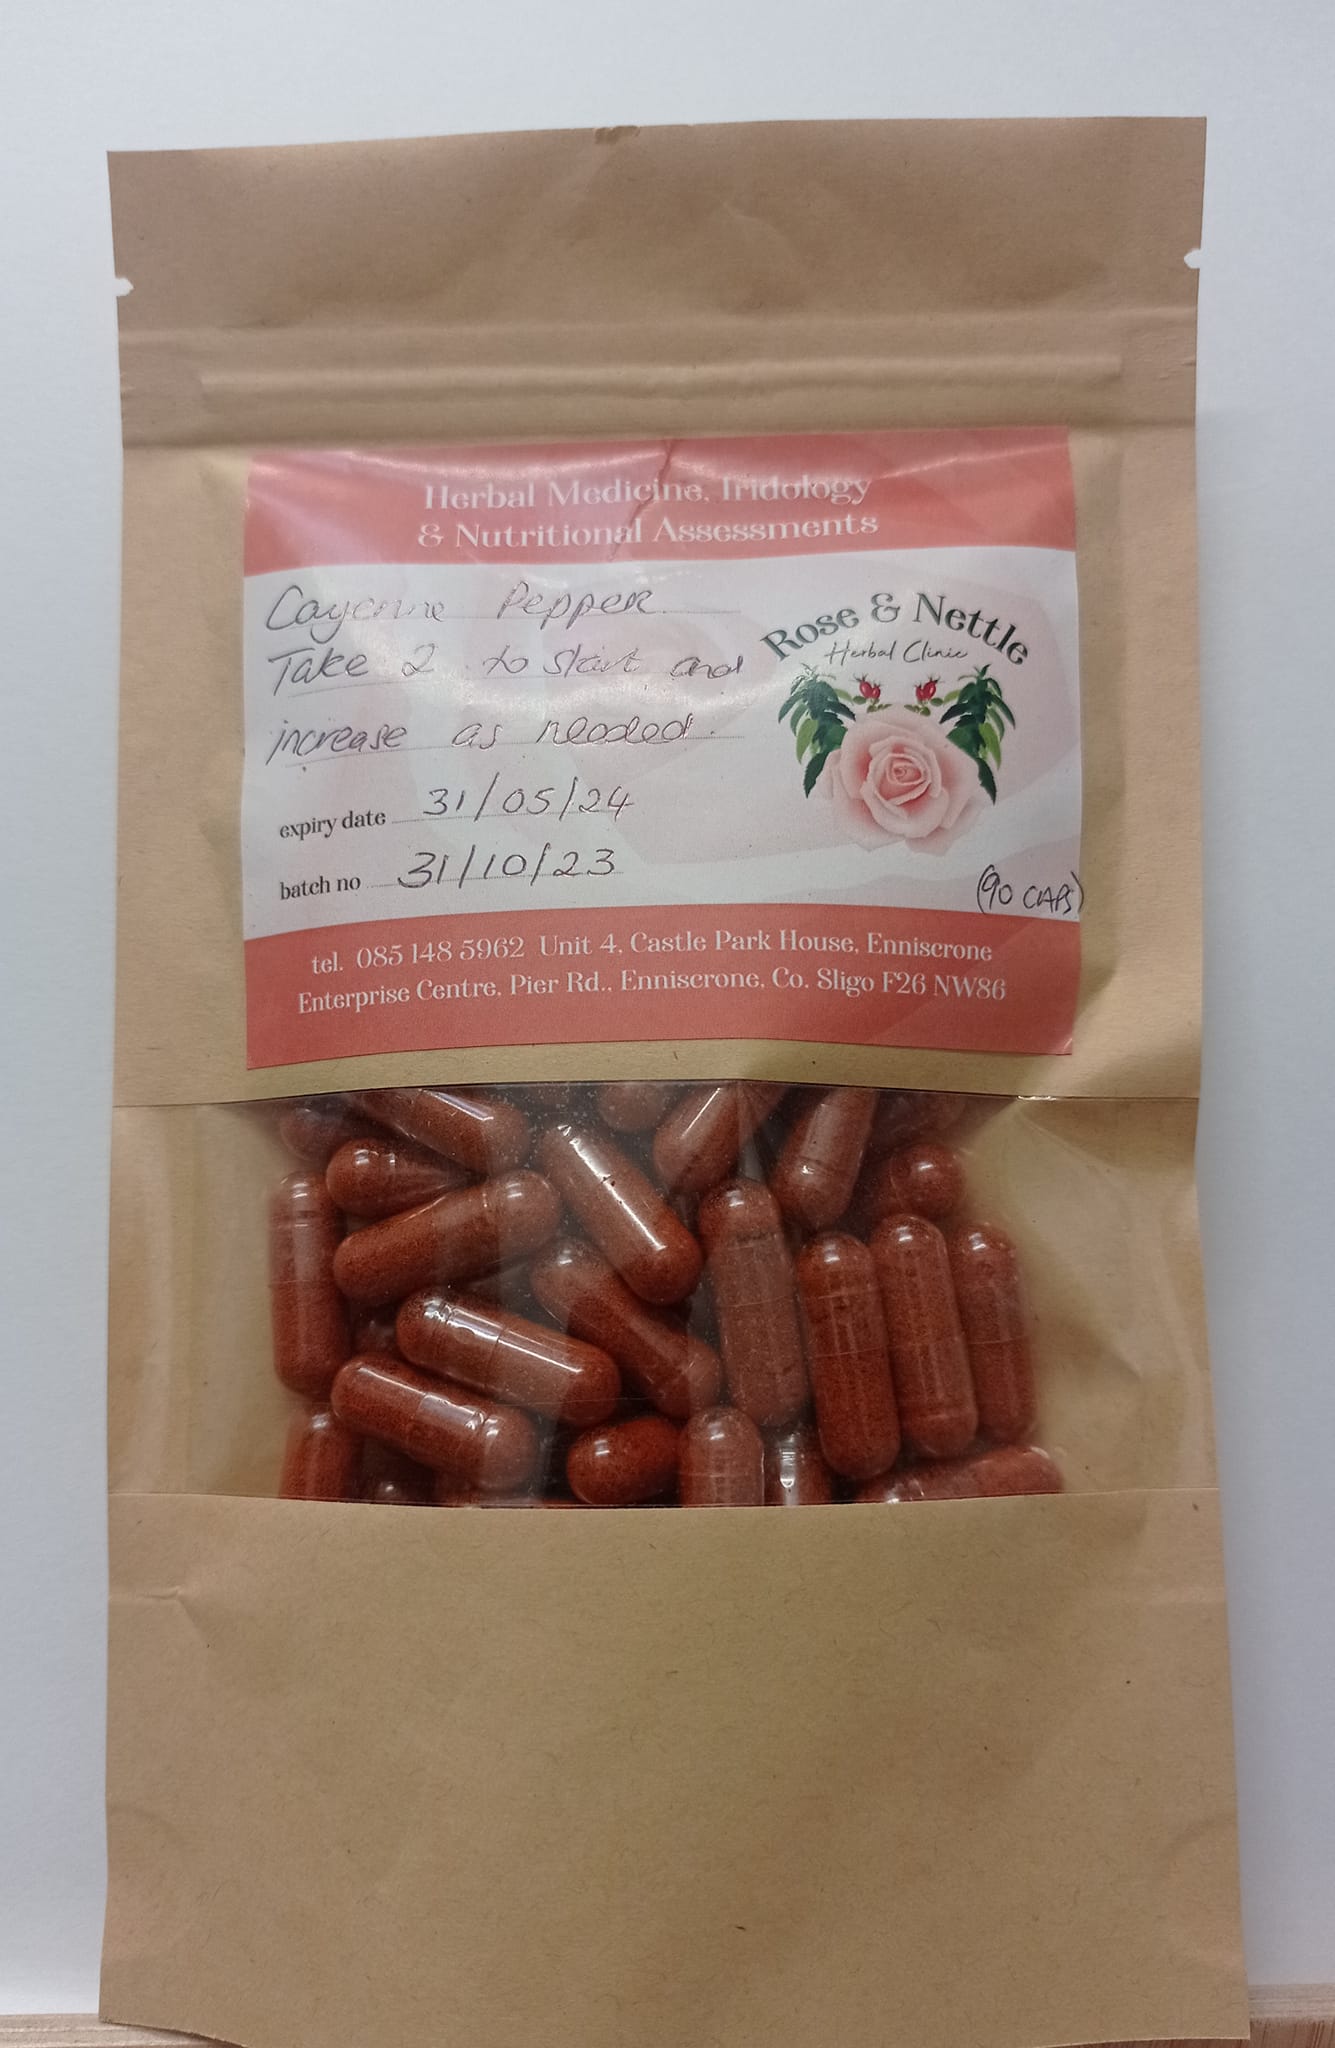 Herbal Medicine, Iridology
& Nutritional Assessments
Cayenne Pepper
Take 2 to start and
increase as needed.
Rose & Nettle
Herbal Clinic
expiry date 31/05/24
batch no 31/10/23
(90 CAPS)
tel. 085 148 5962 Unit 4, Castle Park House, Enniscrone
Enterprise Centre, Pier Rd., Enniscrone, Co. Sligo F26 NW86